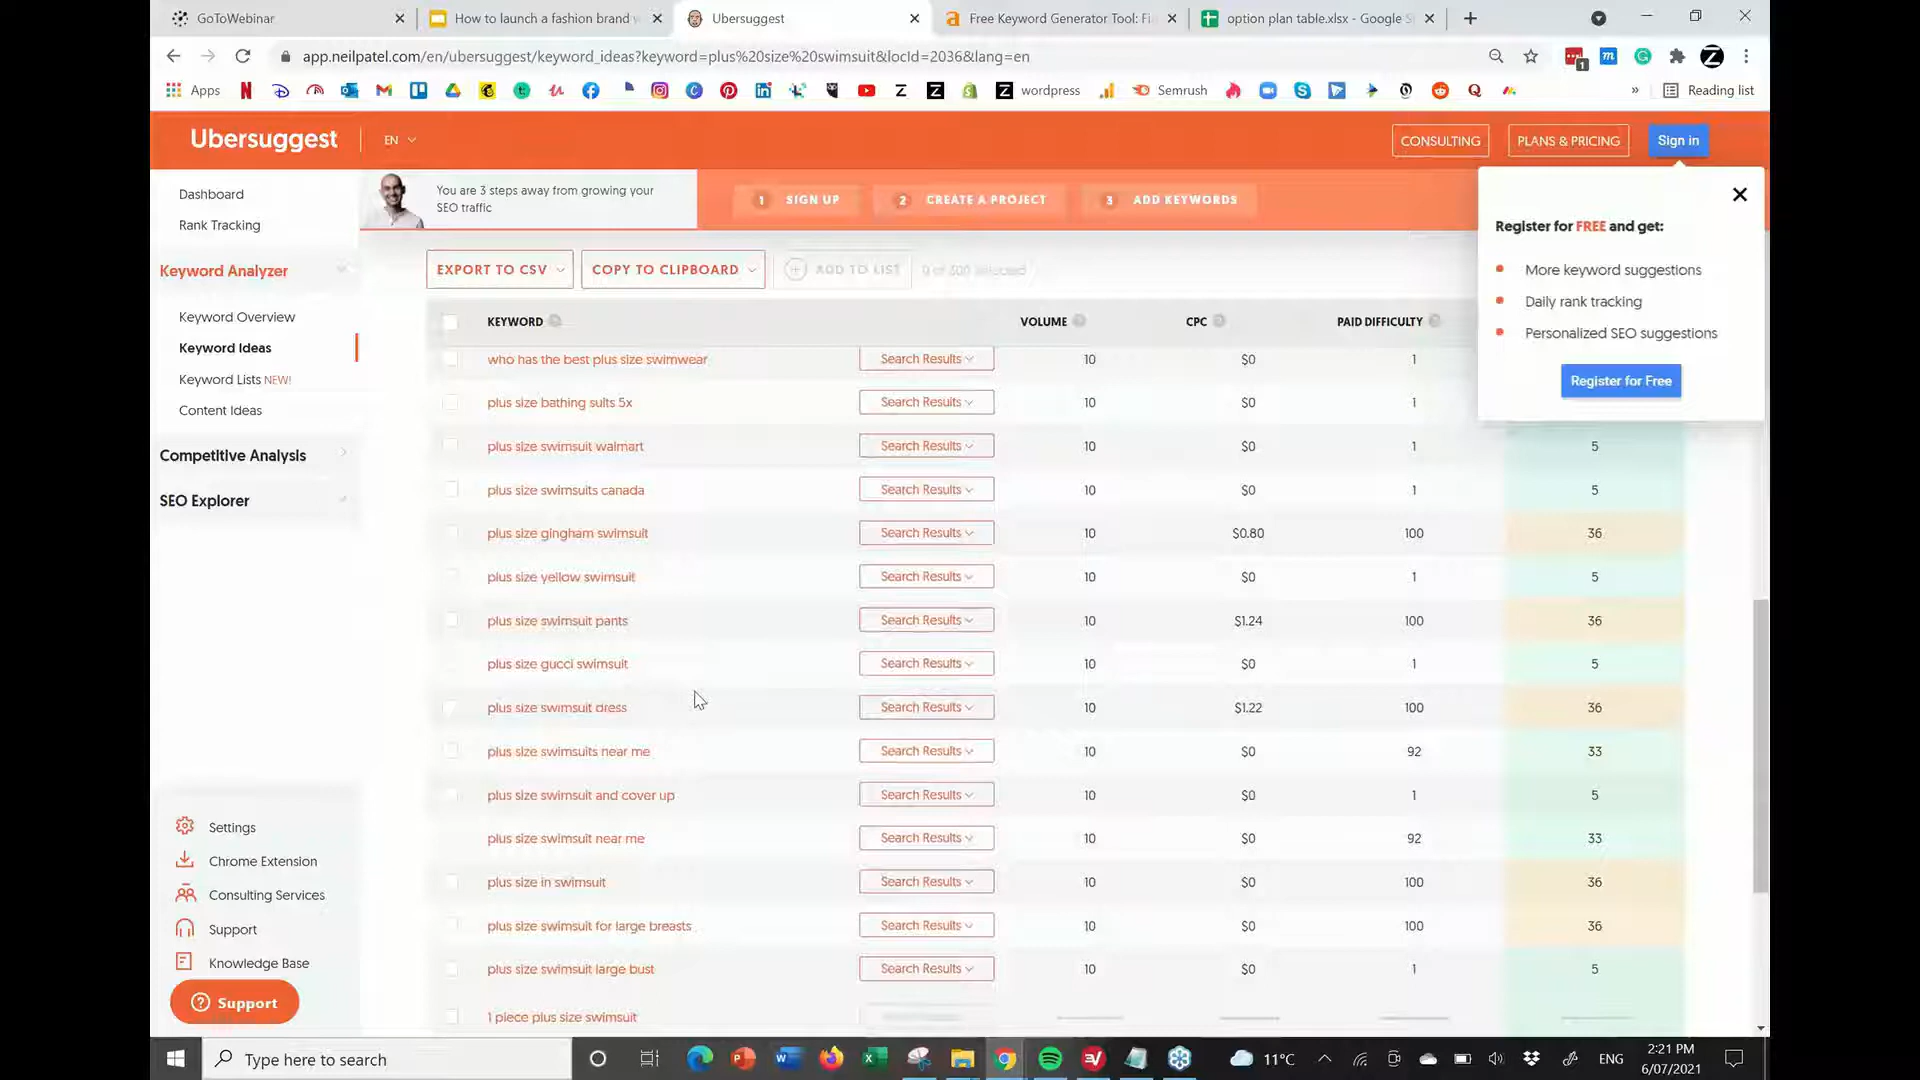 GoToWebinar
How to launch a fashion brand w
Ubersuggest
Free Keyword Generator Tool: Fi
option plan table.xlsx - Google S
app.neilpatel.com/en/ubersuggest/keyword_ideas?keyword=plus%20size%20swimsuit&locId=2036&lang=en
Apps
wordpress
Semrush
»
Reading list
Ubersuggest
EN
CONSULTING
PLANS & PRICING
Sign in
Dashboard
Rank Tracking
Keyword Analyzer
Keyword Overview
Keyword Ideas
Keyword Lists NEW!
Content Ideas
Competitive Analysis
SEO Explorer
Settings
Chrome Extension
Consulting Services
Support
Knowledge Base
Support
You are 3 steps away from growing your
SEO traffic
1 SIGN UP
2 CREATE A PROJECT
3 ADD KEYWORDS
Register for FREE and get:
More keyword suggestions
Daily rank tracking
Personalized SEO suggestions
Register for Free
EXPORT TO CSV
COPY TO CLIPBOARD
ADD TO LIST
0 of 300 selected
KEYWORD VOLUME CPC PAID DIFFICULTY
who has the best plus size swimwear Search Results 10 $0 1
plus size bathing suits 5x Search Results 10 $0 1
plus size swimsuit walmart Search Results 10 $0 1 5
plus size swimsuits canada Search Results 10 $0 1 5
plus size gingham swimsuit Search Results 10 $0.80 100 36
plus size yellow swimsuit Search Results 10 $0 1 5
plus size swimsuit pants Search Results 10 $1.24 100 36
plus size gucci swimsuit Search Results 10 $0 1 5
plus size swimsuit dress Search Results 10 $1.22 100 36
plus size swimsuits near me Search Results 10 $0 92 33
plus size swimsuit and cover up Search Results 10 $0 1 5
plus size swimsuit near me Search Results 10 $0 92 33
plus size in swimsuit Search Results 10 $0 100 36
plus size swimsuit for large breasts Search Results 10 $0 100 36
plus size swimsuit large bust Search Results 10 $0 1 5
1 piece plus size swimsuit
Type here to search
11°C
ENG
2:21 PM
6/07/2021